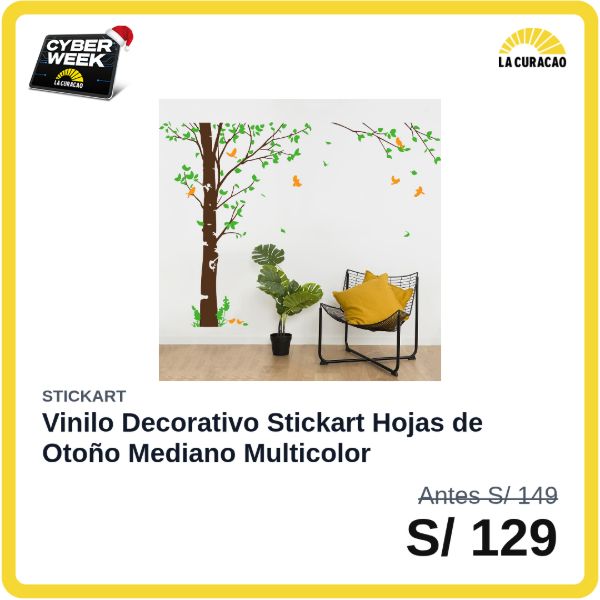 CYBER
WEEK
LA CURACAO
LA CURACAO
STICKART
Vinilo Decorativo Stickart Hojas de
Otoño Mediano Multicolor
Antes S/ 149
S/ 129